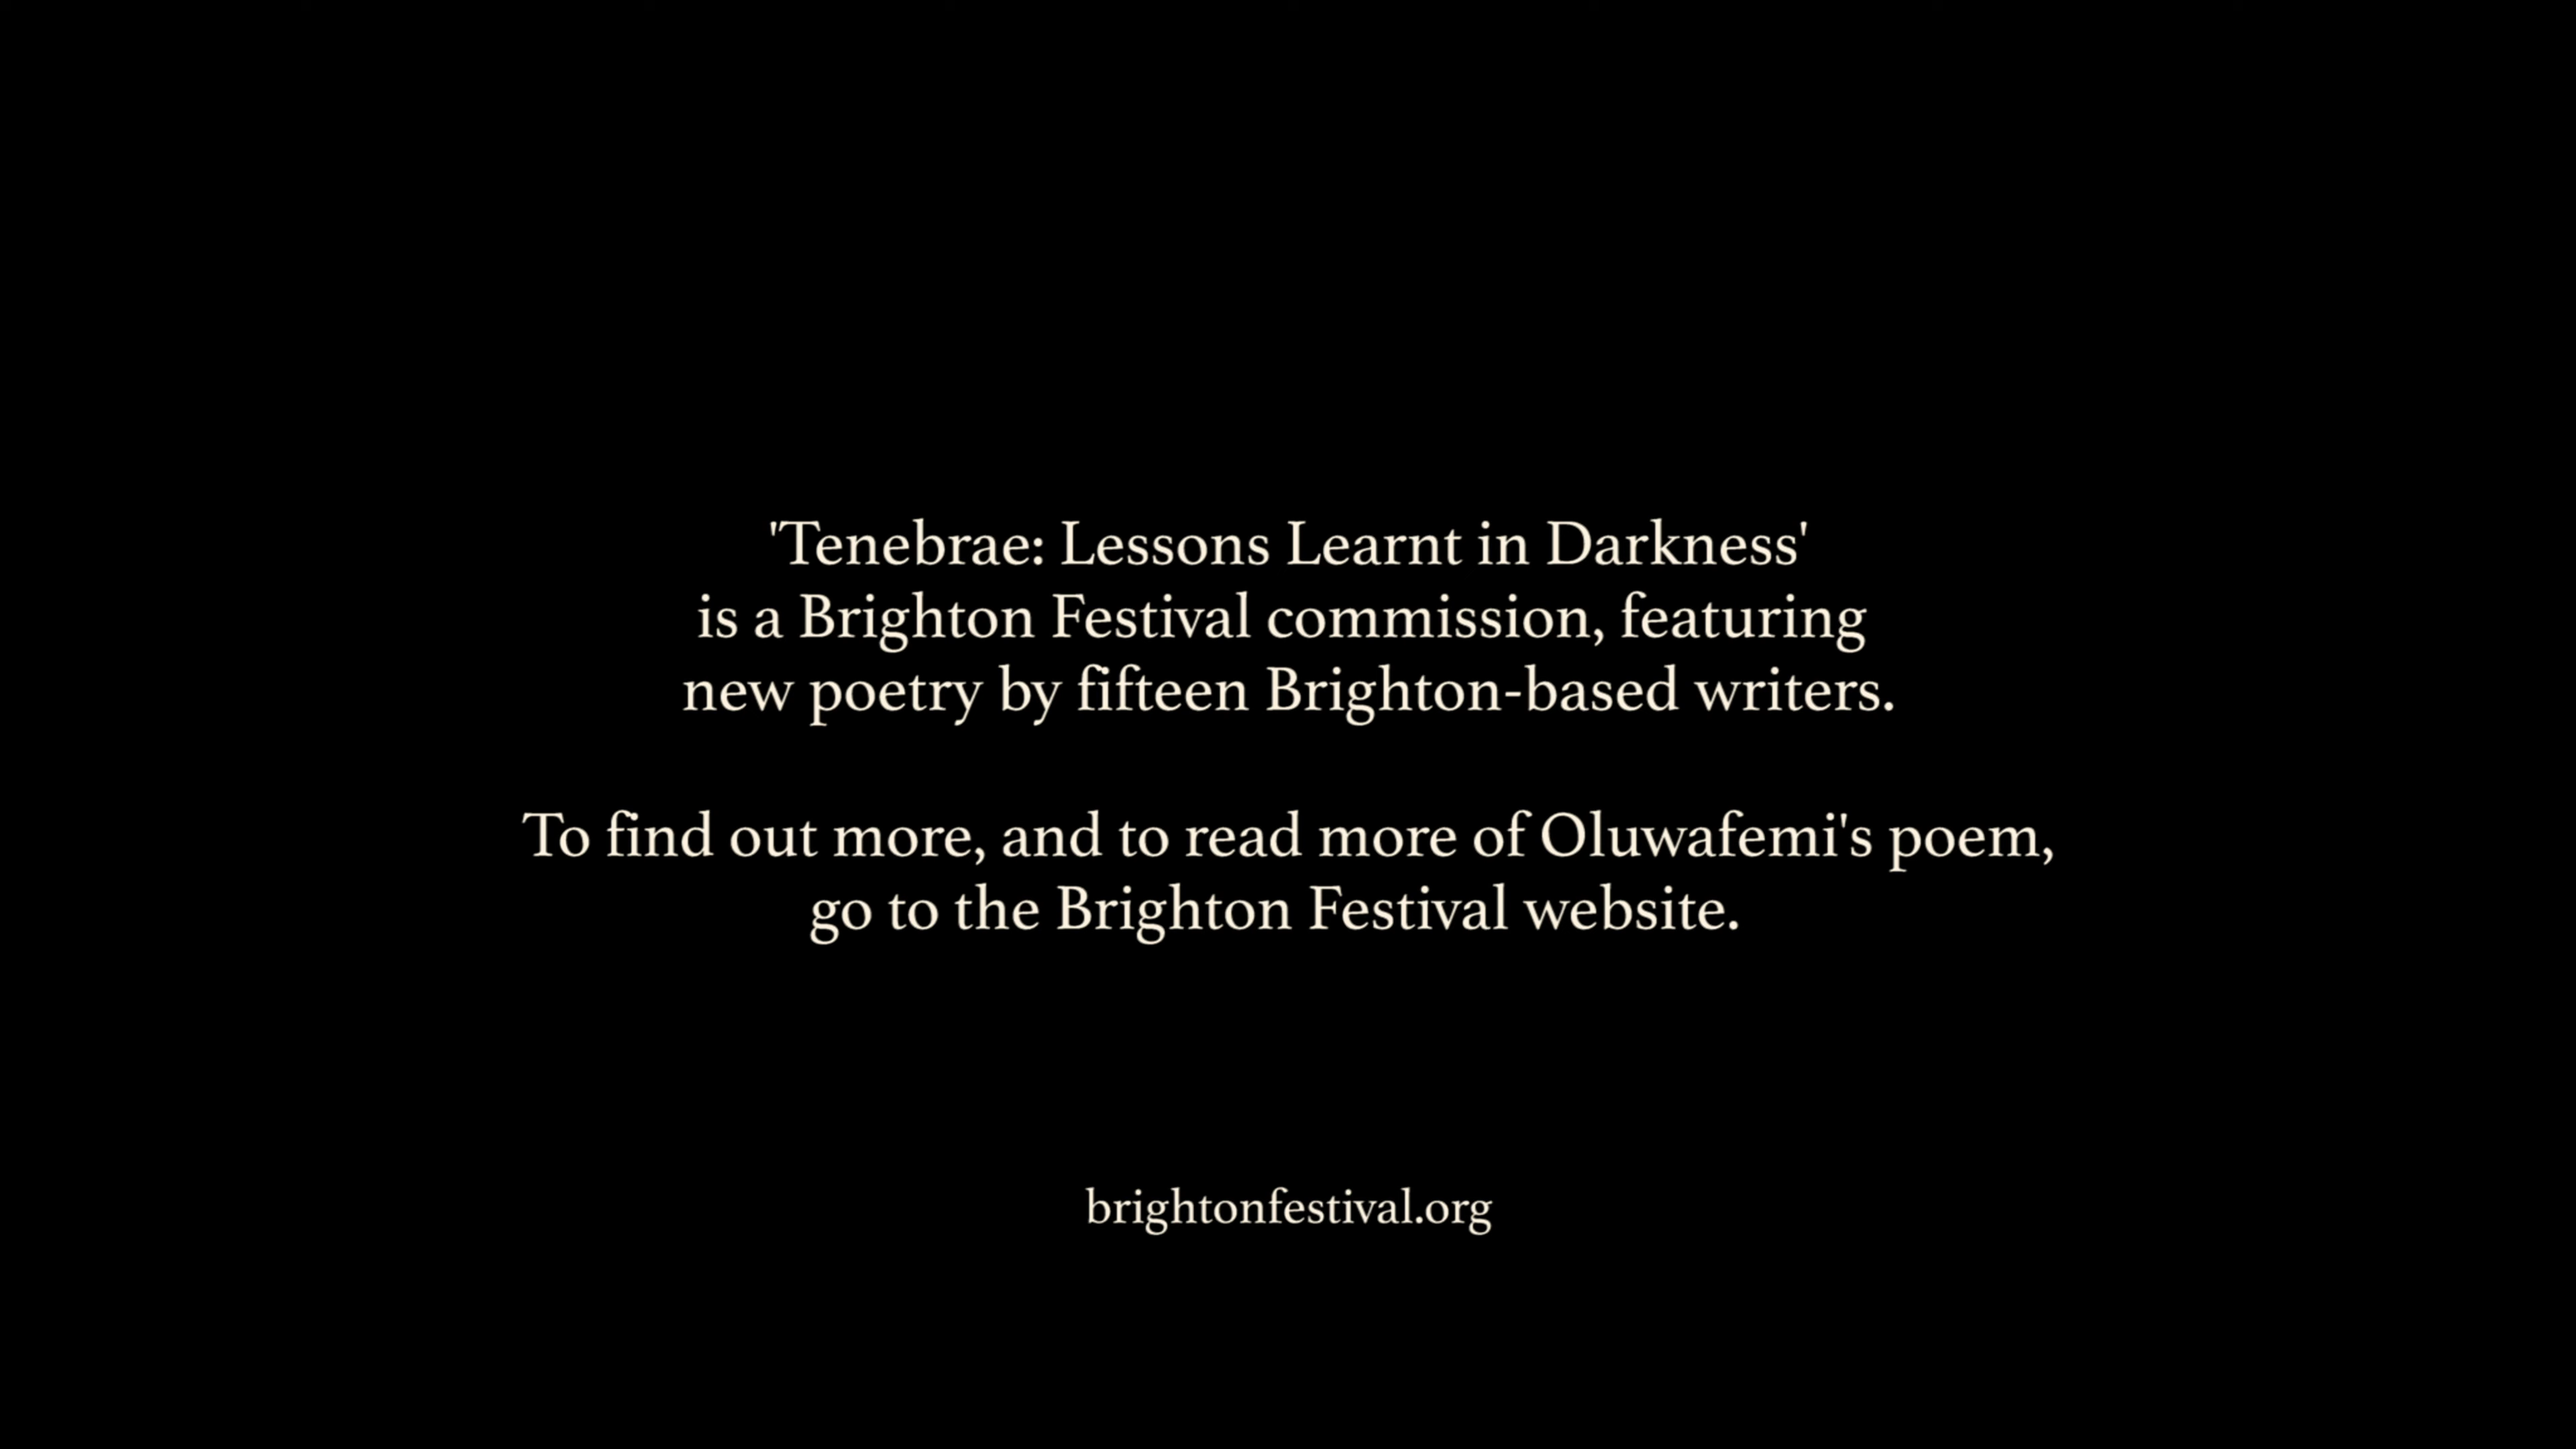 'Tenebrae: Lessons Learnt in Darkness'
is a Brighton Festival commission, featuring
new poetry by fifteen Brighton-based writers.
To find out more, and to read more of Oluwafemi's poem,
go to the Brighton Festival website.
brightonfestival.org